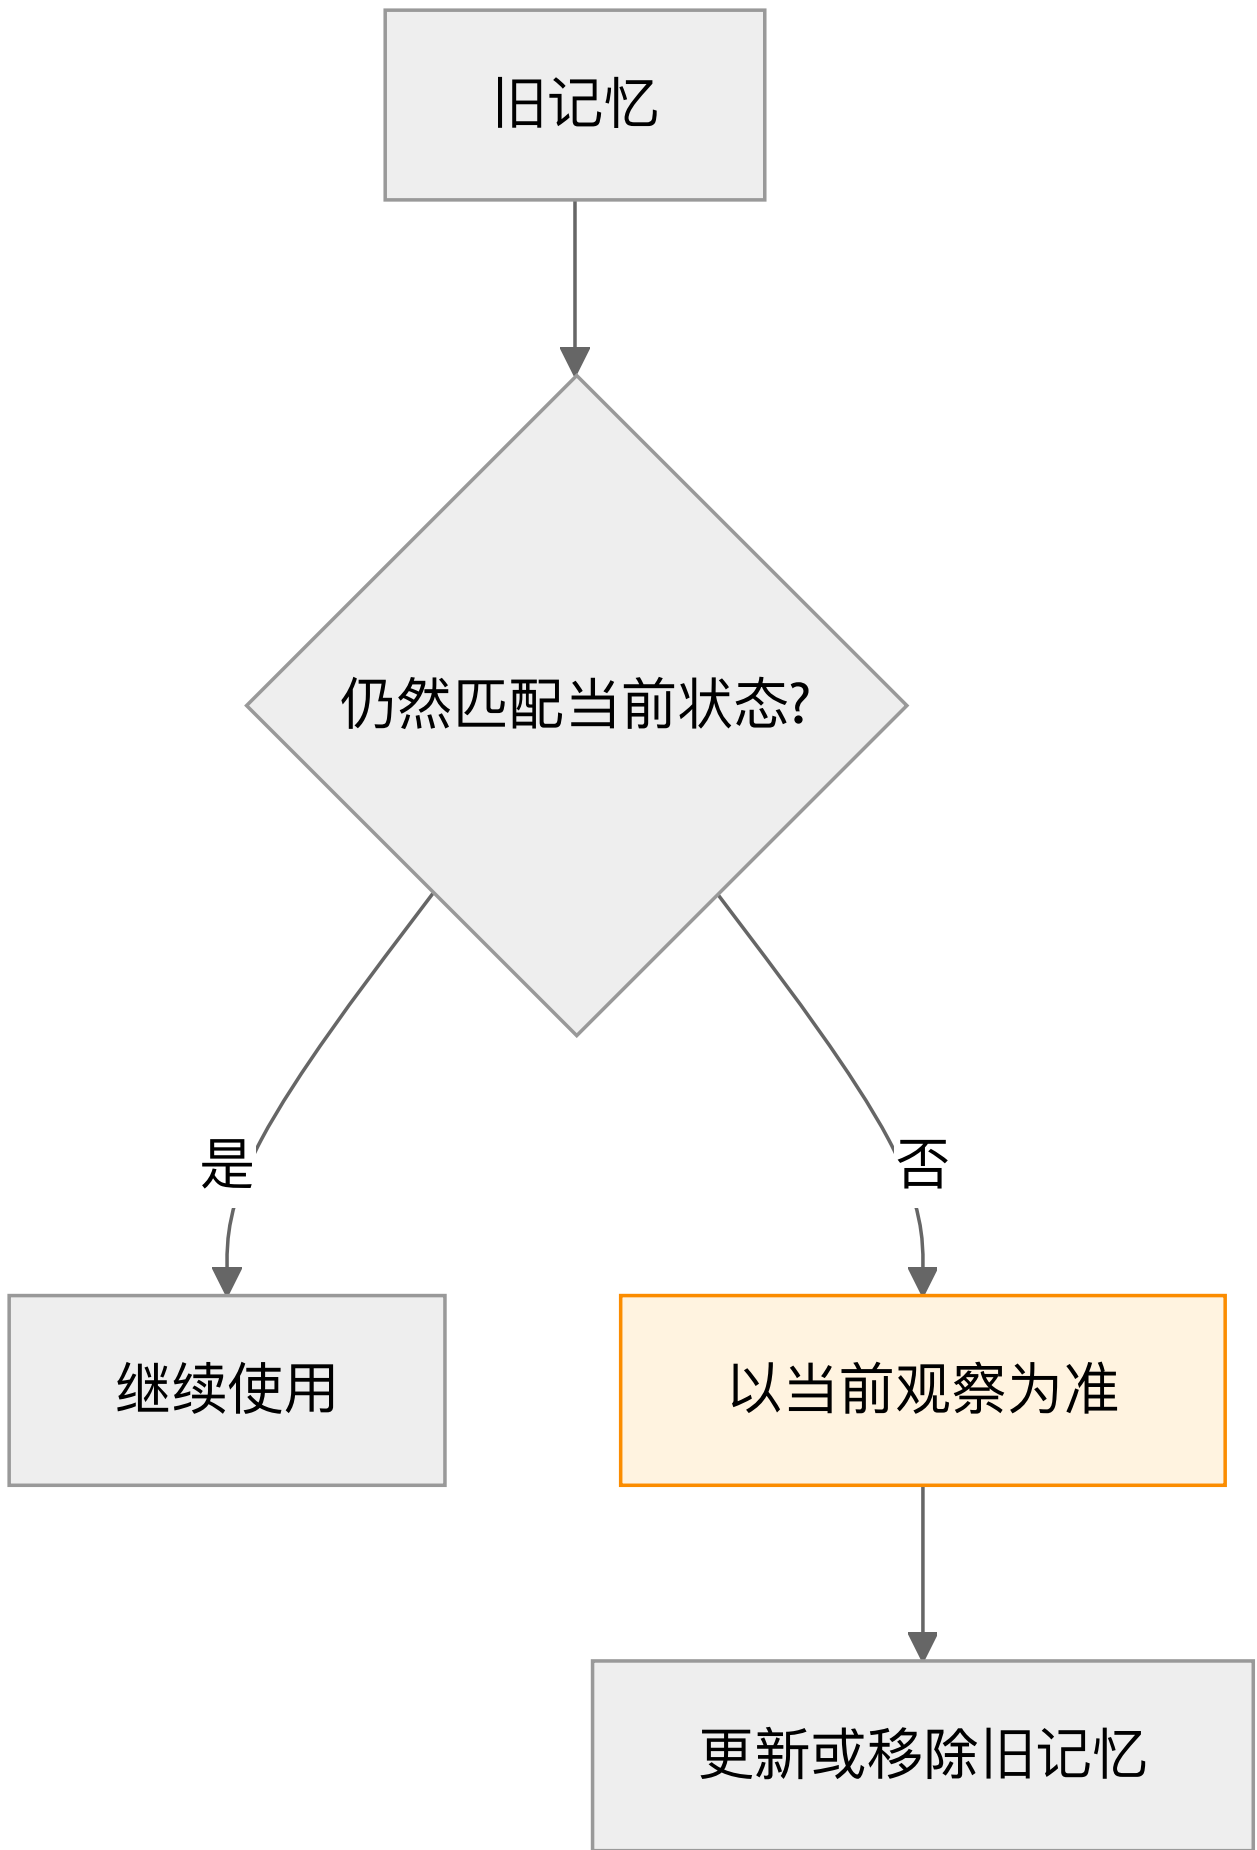 旧记忆
仍然匹配当前状态?
是
否
继续使用
以当前观察为准
更新或移除旧记忆